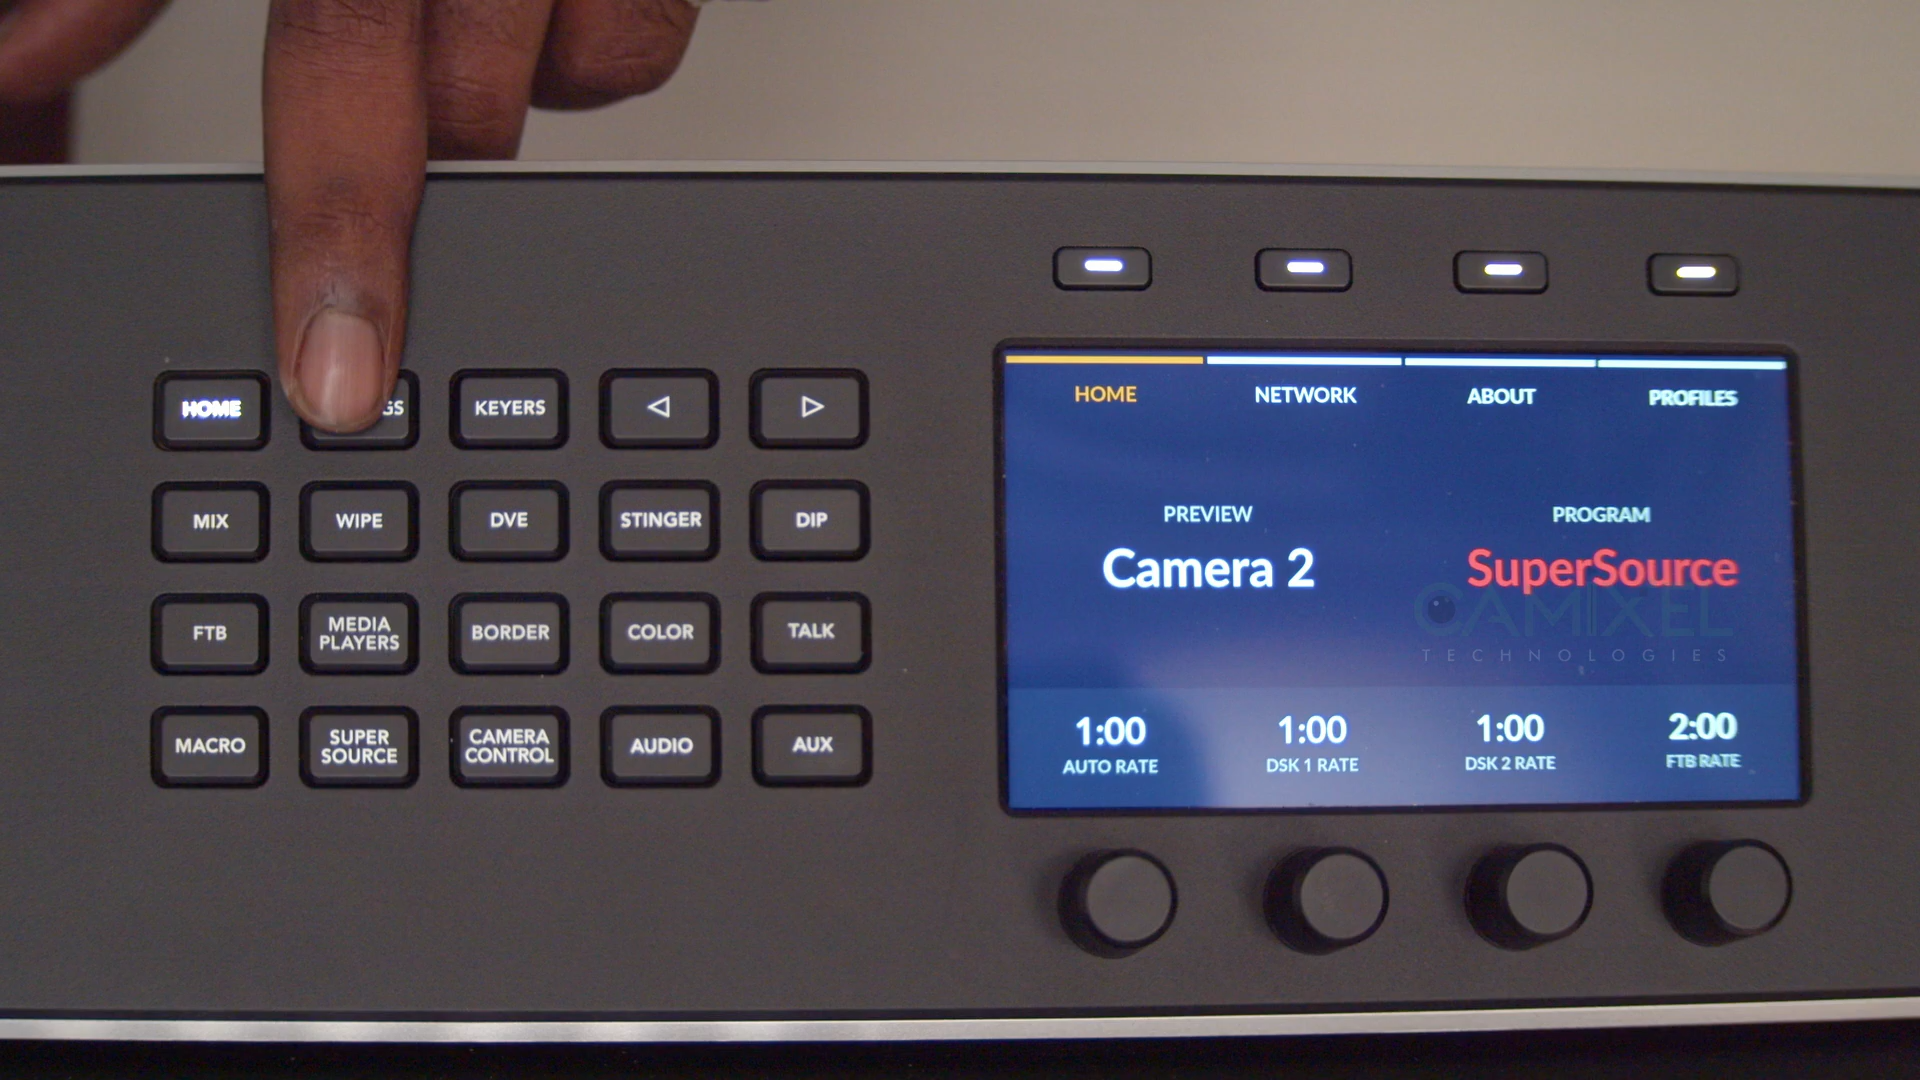 HOME GS KEYERS
MIX WIPE DVE STINGER DIP
FTB MEDIA PLAYERS BORDER COLOR TALK
MACRO SUPER SOURCE CAMERA CONTROL AUDIO AUX
HOME NETWORK ABOUT PROFILES
PREVIEW PROGRAM
Camera 2 SuperSource
CAMIXEL
TECHNOLOGIES
1:00 1:00 1:00 2:00
AUTO RATE DSK 1 RATE DSK 2 RATE FTB RATE